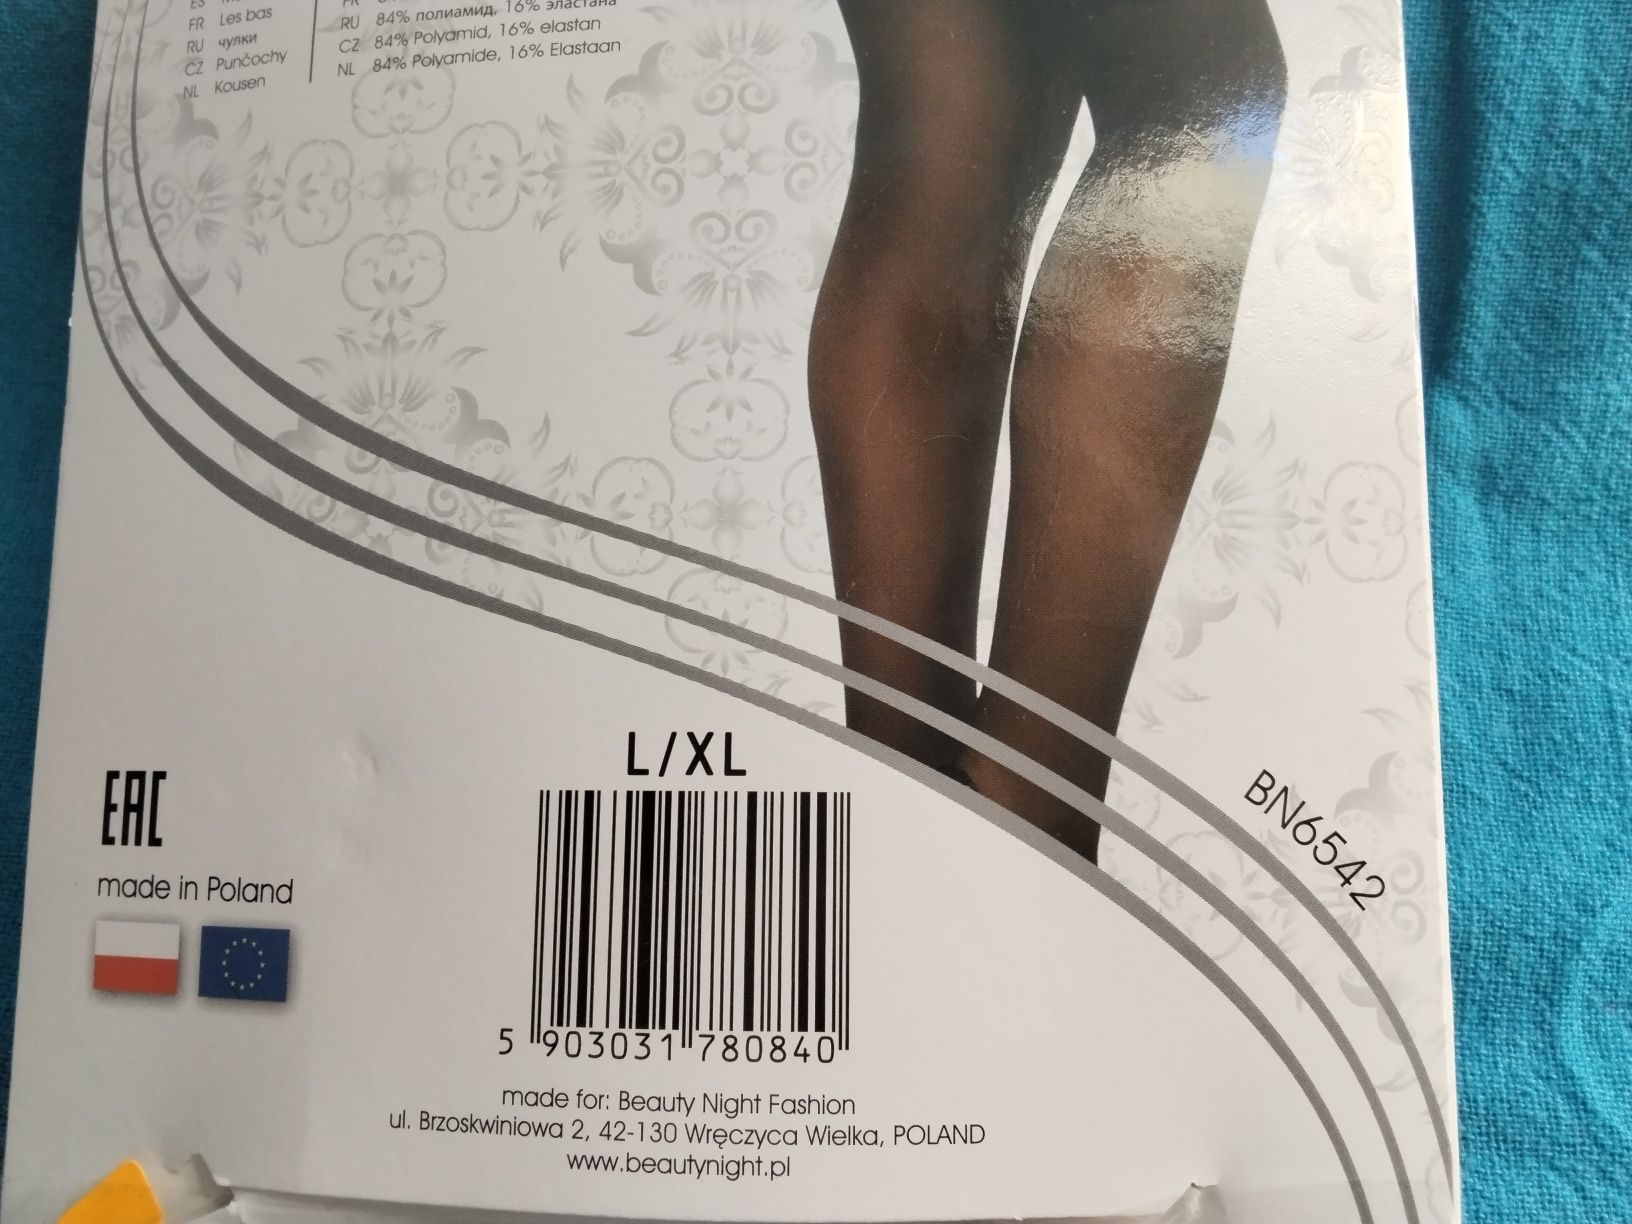 FR Les bas
RU чулки
CZ Punčochy
NL Kousen
RU 84% полиамид, 16% эластана
CZ 84% Polyamid, 16% elastan
NL 84% Polyamide, 16% Elastaan
L/XL
EAC
made in Poland
BN6542
5 903031 780840
made for: Beauty Night Fashion
ul. Brzoskwiniowa 2, 42-130 Wręczyca Wielka, POLAND
www.beautynight.pl